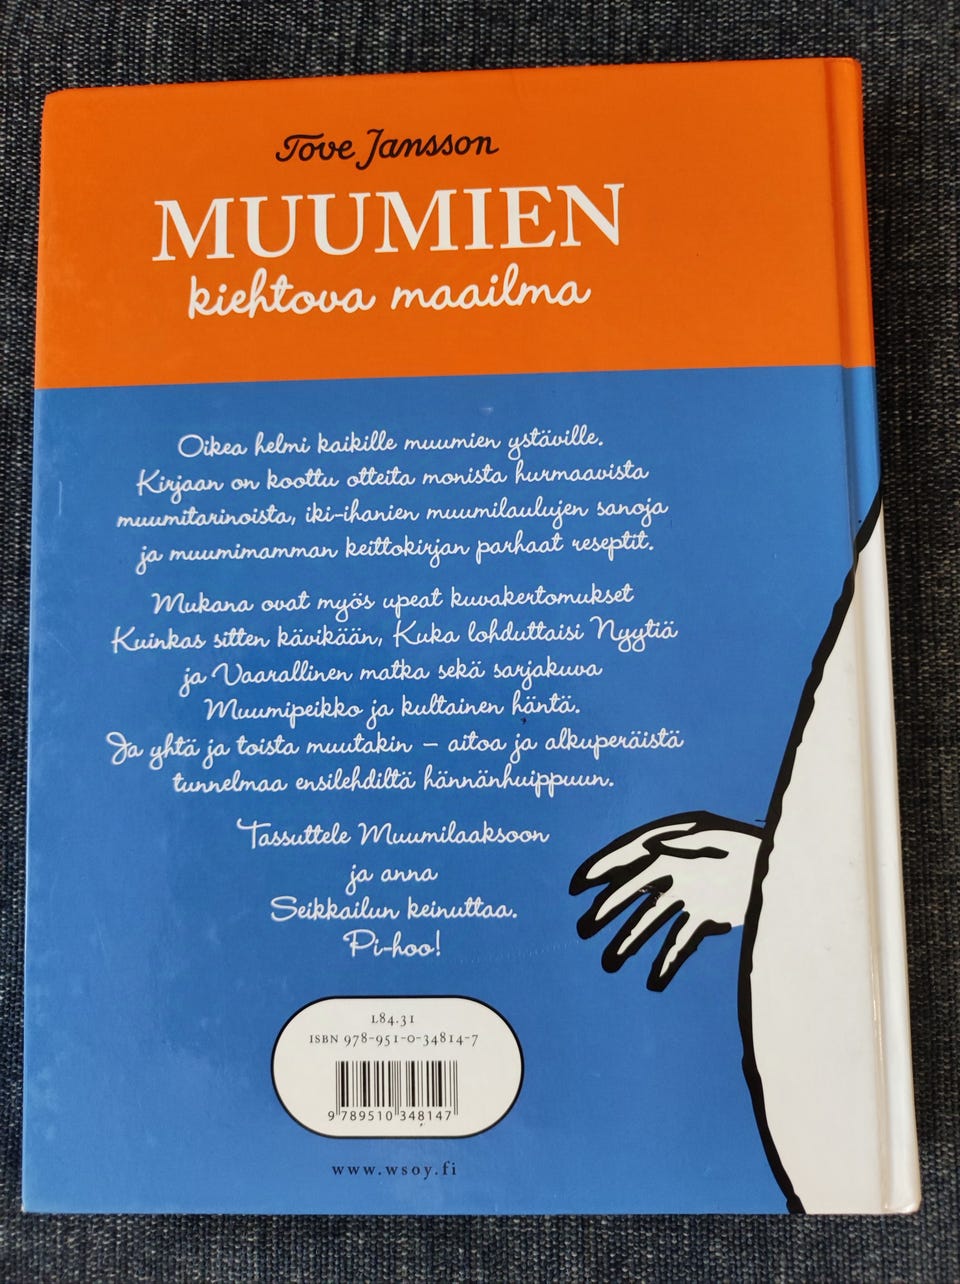 Tove Jansson
MUUMIEN
kiehtova maailma
Oikea helmi kaikille muumien ystäville.
Kirjaan on koottu otteita monista hurmaavista
muumitarinoista, iki-ihanien muumilaulujen sanoja
ja muumimamman keittokirjan parhaat reseptit.
Mukana ovat myös upeat kuvakertomukset
Kuinkas sitten kävikään, Kuka lohduttaisi Nyytiä
ja Vaarallinen matka sekä sarjakuva
Muumipeikko ja kultainen häntä.
Ja yhtä ja toista muutakin – aitoa ja alkuperäistä
tunnelmaa ensilehdiltä hännänhuippuun.
Tassuttele Muumilaaksoon
ja anna
Seikkailun keinuttaa.
Pi-hoo!
L84.31
ISBN 978-951-0-34814-7
9 789510 348147
www.wsoy.fi